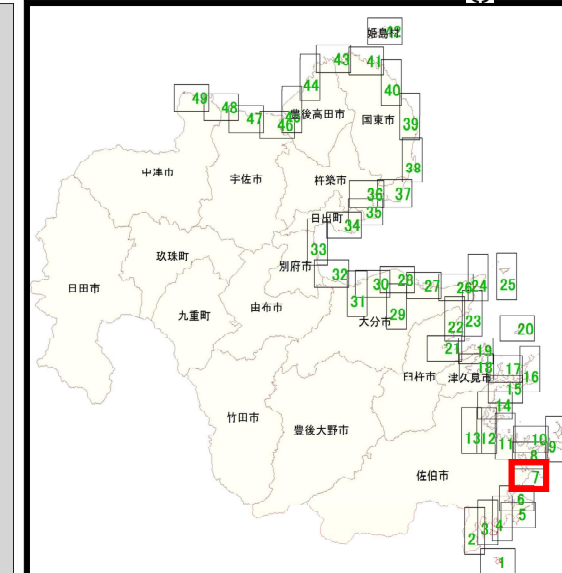 姫島村 42
43 41
44 40
49 48 47 46 45 豊後高田市 国東市 39
38
中津市 宇佐市 杵築市 36 37
日出町 35
34
33
玖珠町 別府市 32
日田市 九重町 由布市 31 30 28 27 26 24 25
29 大分市 22 23 20
21 19
臼杵市 津久見市 18 17 16
15
竹田市 豊後大野市 14
13 12 11 10 9
8
佐伯市 7
6
5
2 3 4
1